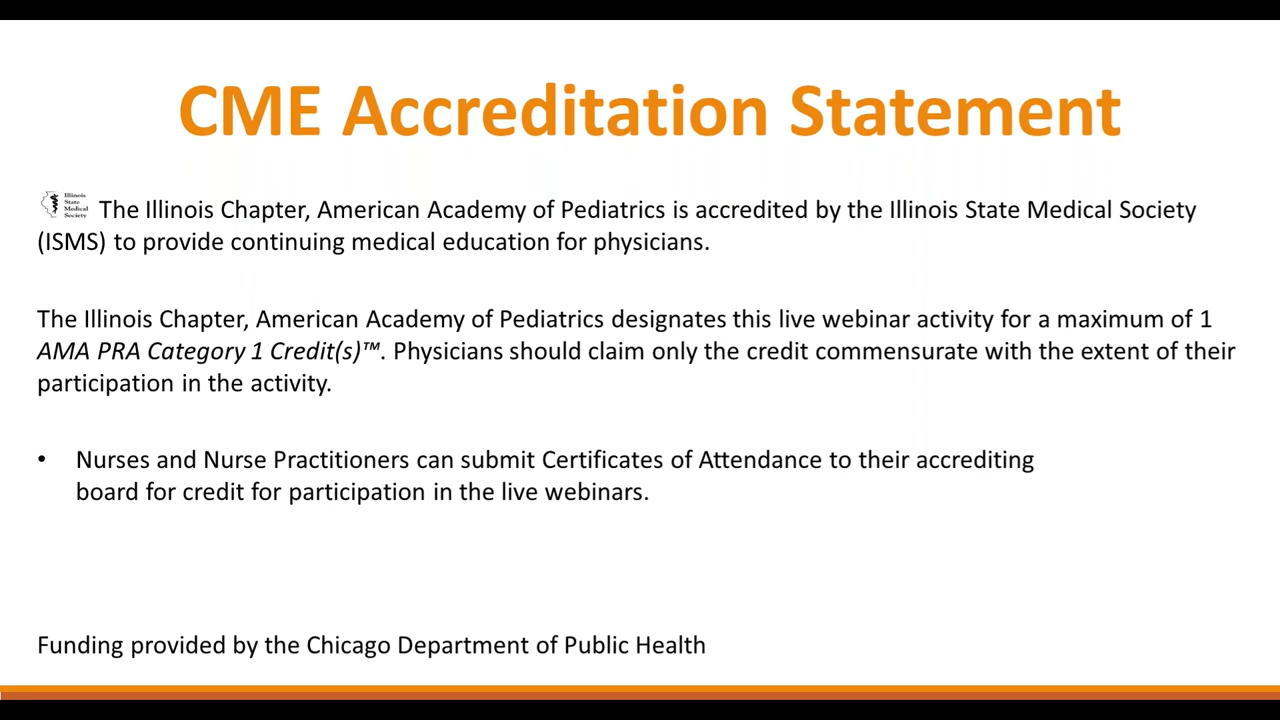 CME Accreditation Statement
Illinois
State
Medical
Society
The Illinois Chapter, American Academy of Pediatrics is accredited by the Illinois State Medical Society
(ISMS) to provide continuing medical education for physicians.
The Illinois Chapter, American Academy of Pediatrics designates this live webinar activity for a maximum of 1
AMA PRA Category 1 Credit(s)™. Physicians should claim only the credit commensurate with the extent of their
participation in the activity.
• Nurses and Nurse Practitioners can submit Certificates of Attendance to their accrediting
board for credit for participation in the live webinars.
Funding provided by the Chicago Department of Public Health